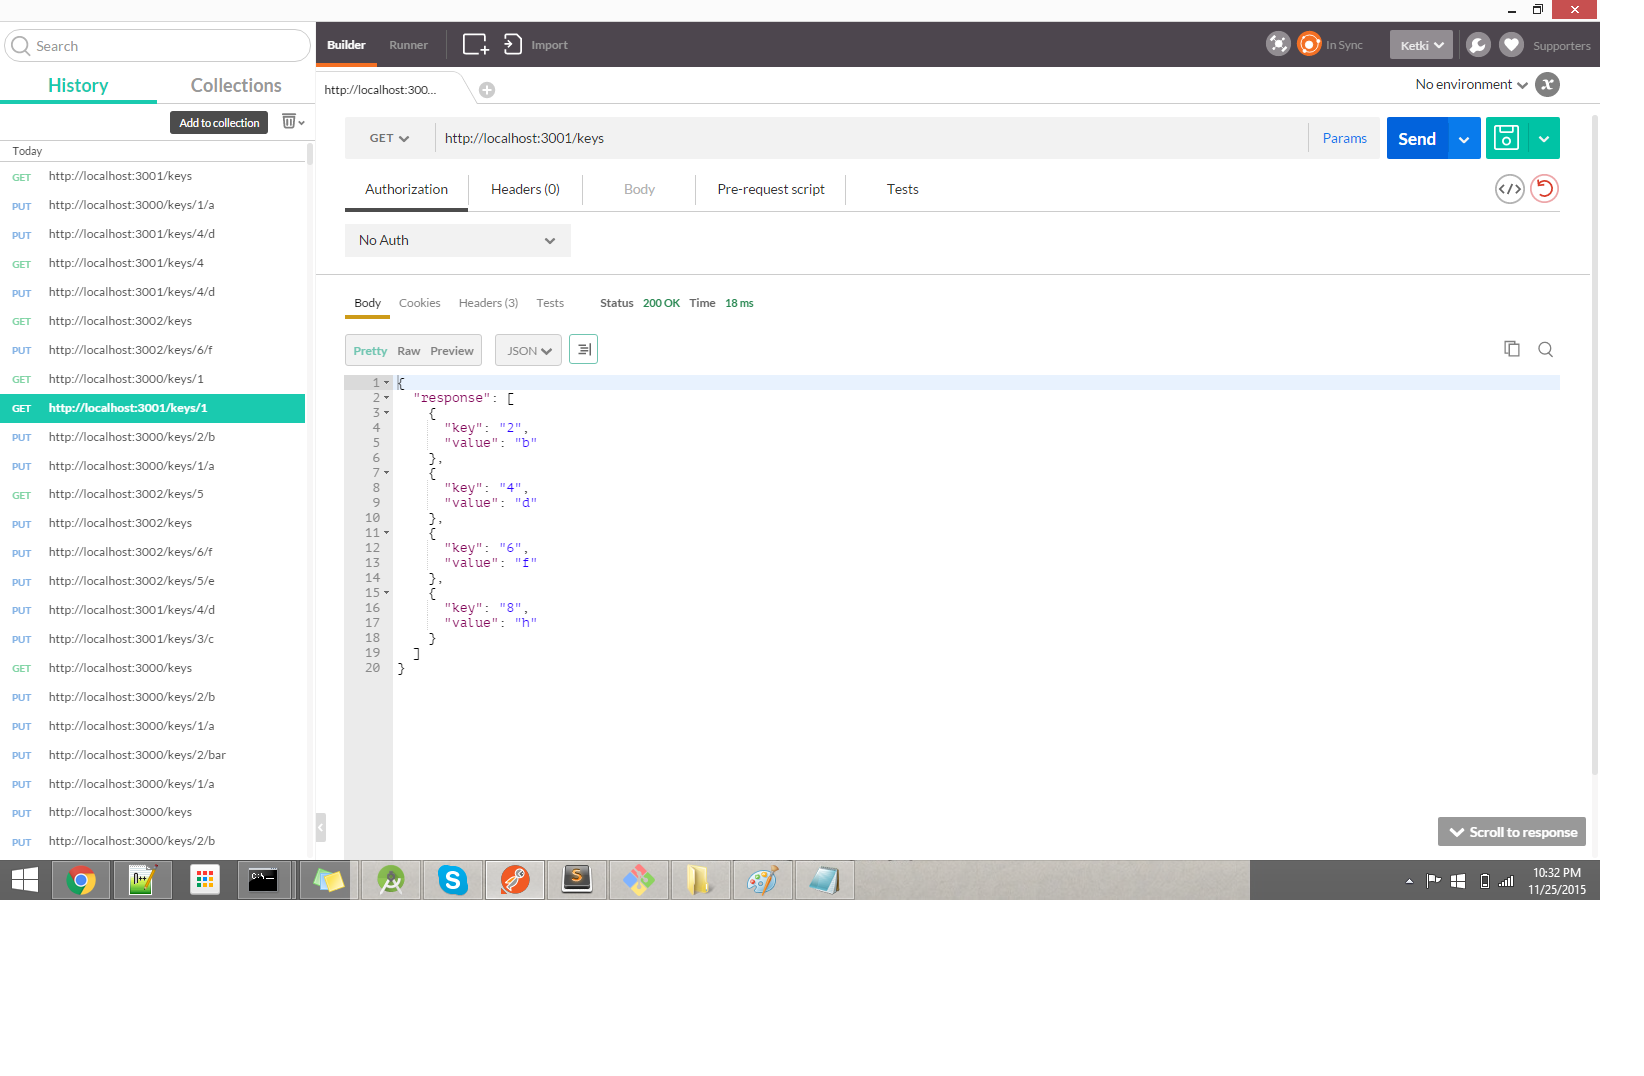 Search
History
Collections
Add to collection
Today
GET http://localhost:3001/keys
PUT http://localhost:3000/keys/1/a
PUT http://localhost:3001/keys/4/d
GET http://localhost:3001/keys/4
PUT http://localhost:3001/keys/4/d
GET http://localhost:3002/keys
PUT http://localhost:3002/keys/6/f
GET http://localhost:3000/keys/1
GET http://localhost:3001/keys/1
PUT http://localhost:3000/keys/2/b
PUT http://localhost:3000/keys/1/a
GET http://localhost:3002/keys/5
PUT http://localhost:3002/keys
PUT http://localhost:3002/keys/6/f
PUT http://localhost:3002/keys/5/e
PUT http://localhost:3001/keys/4/d
PUT http://localhost:3001/keys/3/c
GET http://localhost:3000/keys
PUT http://localhost:3000/keys/2/b
PUT http://localhost:3000/keys/1/a
PUT http://localhost:3000/keys/2/bar
PUT http://localhost:3000/keys/1/a
PUT http://localhost:3000/keys
PUT http://localhost:3000/keys/2/b
Builder Runner Import In Sync Ketki Supporters
http://localhost:300... No environment x
GET http://localhost:3001/keys Params Send
Authorization Headers (0) Body Pre-request script Tests </>
No Auth
Body Cookies Headers (3) Tests Status 200 OK Time 18 ms
Pretty Raw Preview JSON
1 {
2 "response": [
3 {
4 "key": "2",
5 "value": "b"
6 },
7 {
8 "key": "4",
9 "value": "d"
10 },
11 {
12 "key": "6",
13 "value": "f"
14 },
15 {
16 "key": "8",
17 "value": "h"
18 }
19 ]
20 }
Scroll to response
10:32 PM
11/25/2015